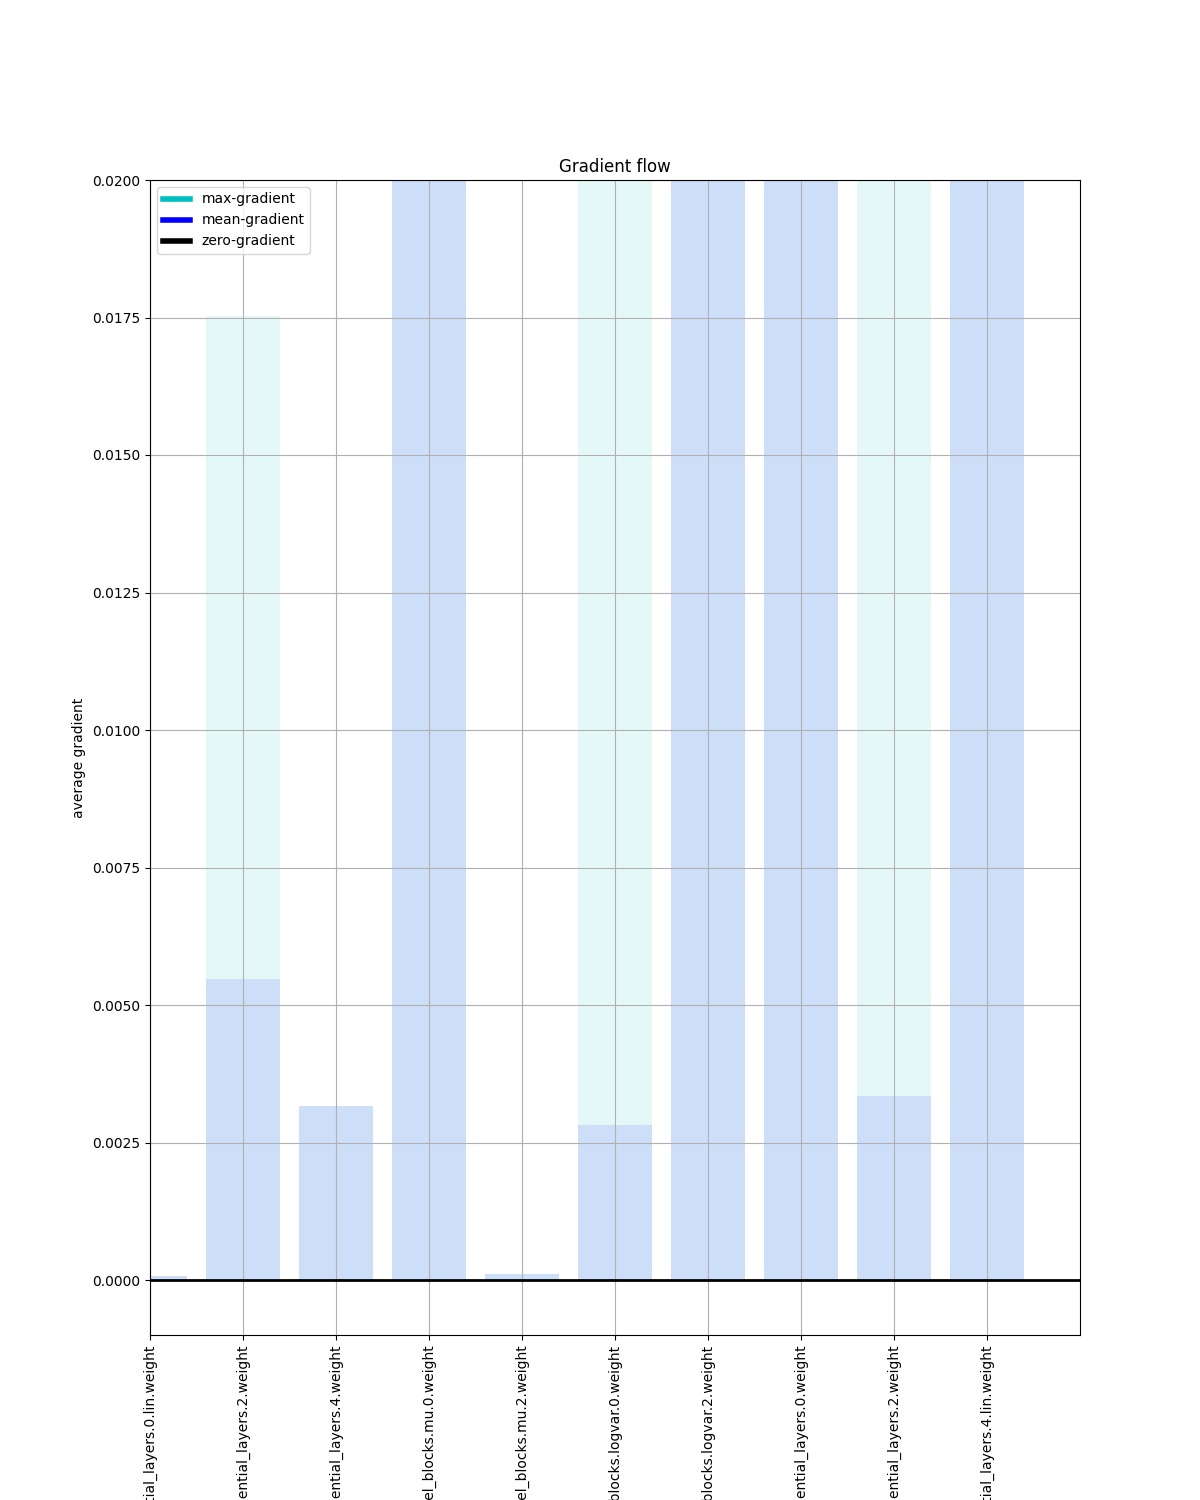 Gradient flow
max-gradient
mean-gradient
zero-gradient
0.0200
0.0175
0.0150
0.0125
0.0100
0.0075
0.0050
0.0025
0.0000
average gradient
tial_layers.0.lin.weight
ential_layers.2.weight
ential_layers.4.weight
el_blocks.mu.0.weight
el_blocks.mu.2.weight
blocks.logvar.0.weight
blocks.logvar.2.weight
ential_layers.0.weight
ential_layers.2.weight
tial_layers.4.lin.weight